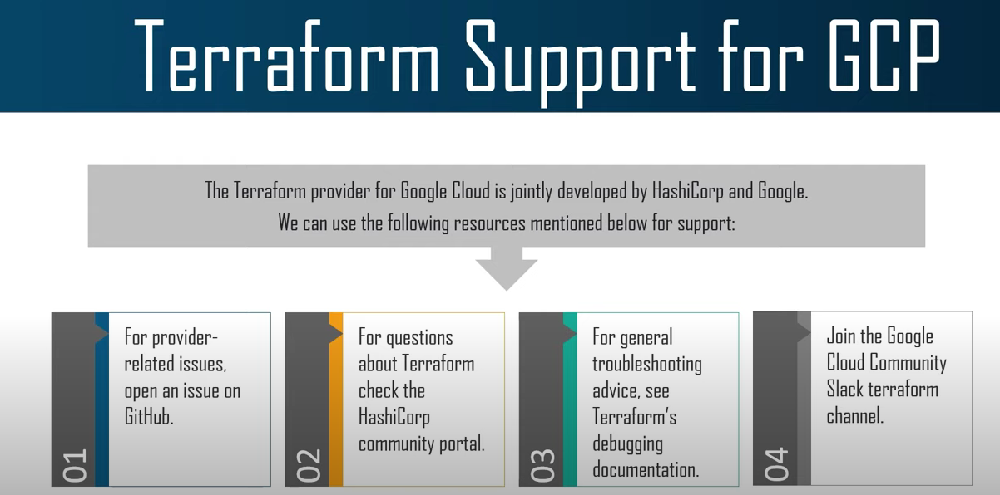 Terraform Support for GCP
The Terraform provider for Google Cloud is jointly developed by HashiCorp and Google.
We can use the following resources mentioned below for support:
01
For provider-
related issues,
open an issue on
GitHub.
02
For questions
about Terraform
check the
HashiCorp
community portal.
03
For general
troubleshooting
advice, see
Terraform's
debugging
documentation.
04
Join the Google
Cloud Community
Slack terraform
channel.